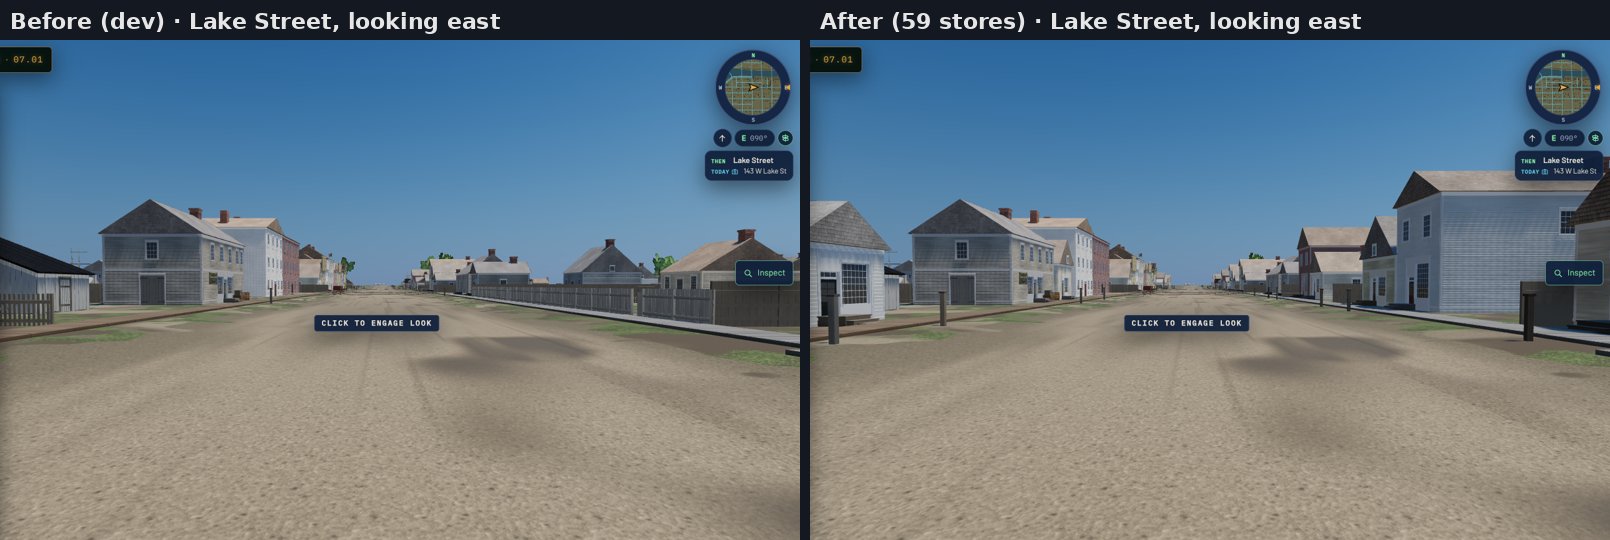 Before (dev) · Lake Street, looking east
· 07.01
N
W
S
E 090°
THEN Lake Street
TODAY 143 W Lake St
Inspect
CLICK TO ENGAGE LOOK
After (59 stores) · Lake Street, looking east
· 07.01
N
W
S
E 090°
THEN Lake Street
TODAY 143 W Lake St
Inspect
CLICK TO ENGAGE LOOK